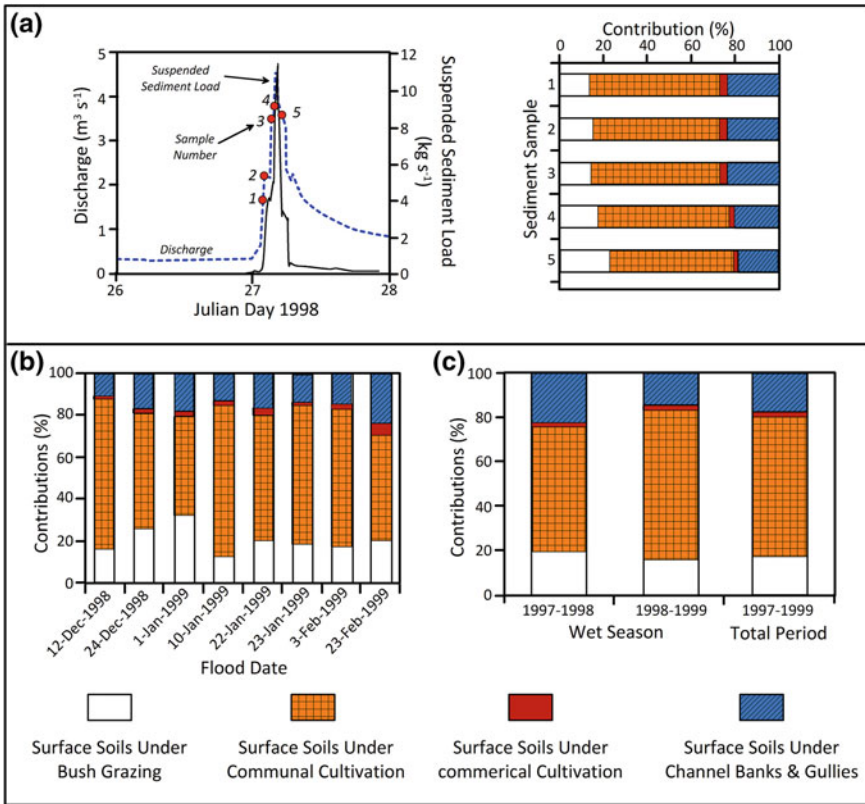 (a)
5
4
3
2
1
0
Discharge (m³ s⁻¹)
Suspended
Sediment Load
Sample
Number
Discharge
1
2
3
4
5
12
10
8
6
4
2
0
Suspended Sediment Load
(kg s⁻¹)
26
27
28
Julian Day 1998
Contribution (%)
0 20 40 60 80 100
Sediment Sample
1
2
3
4
5
(b)
100
80
60
40
20
0
Contributions (%)
12-Dec-1998
24-Dec-1998
1-Jan-1999
10-Jan-1999
22-Jan-1999
23-Jan-1999
3-Feb-1999
23-Feb-1999
Flood Date
(c)
100
80
60
40
20
0
Contributions (%)
1997-1998 1998-1999 1997-1999
Wet Season Total Period
Surface Soils Under
Bush Grazing
Surface Soils Under
Communal Cultivation
Surface Soils Under
commerical Cultivation
Surface Soils Under
Channel Banks & Gullies